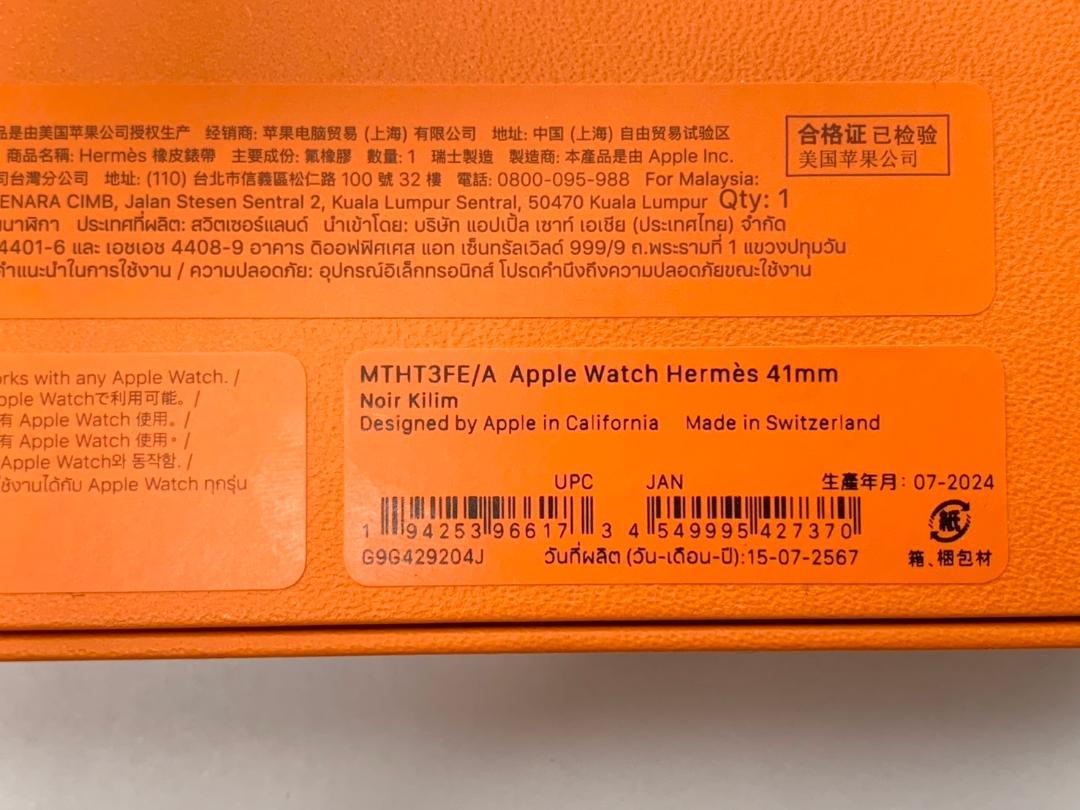 品是由美国苹果公司授权生产 经销商: 苹果电脑贸易 (上海) 有限公司 地址: 中国 (上海) 自由贸易试验区
商品名稱: Hermès 橡皮錶帶 主要成份: 氟橡膠 數量: 1 瑞士製造 製造商: 本產品是由 Apple Inc.
司台灣分公司 地址: (110) 台北市信義區松仁路 100 號 32 樓 電話: 0800-095-988 For Malaysia:
ENARA CIMB, Jalan Stesen Sentral 2, Kuala Lumpur Sentral, 50470 Kuala Lumpur Qty: 1
นนาฬิกา ประเทศที่ผลิต: สวิตเซอร์แลนด์ นำเข้าโดย: บริษัท แอปเปิ้ล เซาท์ เอเชีย (ประเทศไทย) จำกัด
4401-6 และ เอชเอช 4408-9 อาคาร ดิออฟฟิศเศส แอท เซ็นทรัลเวิลด์ 999/9 ถ.พระรามที่ 1 แขวงปทุมวัน
คำแนะนำในการใช้งาน / ความปลอดภัย: อุปกรณ์อิเล็กทรอนิกส์ โปรดคำนึงถึงความปลอดภัยขณะใช้งาน
合格证 已检验
美国苹果公司
orks with any Apple Watch. /
pple Watchで利用可能。 /
有 Apple Watch 使用。 /
有 Apple Watch 使用。 /
Apple Watch와 동작함. /
ใช้งานได้กับ Apple Watch ทุกรุ่น
MTHT3FE/A Apple Watch Hermès 41mm
Noir Kilim
Designed by Apple in California Made in Switzerland
UPC JAN 生產年月: 07-2024
1 94253 96617 3 4 549995 427370
紙
G9G429204J วันที่ผลิต (วัน-เดือน-ปี):15-07-2567 箱、梱包材